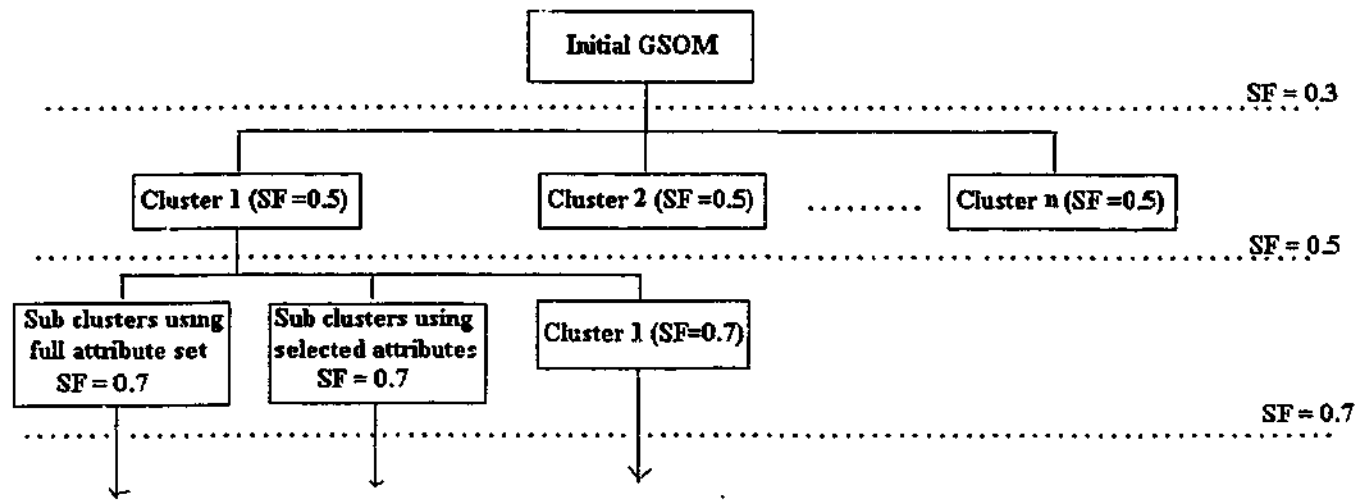 Initial GSOM
SF = 0.3
Cluster 1 (SF =0.5)
Cluster 2 (SF =0.5)
.........
Cluster n (SF =0.5)
SF = 0.5
Sub clusters using
full attribute set
SF = 0.7
Sub clusters using
selected attributes
SF = 0.7
Cluster 1 (SF=0.7)
SF = 0.7